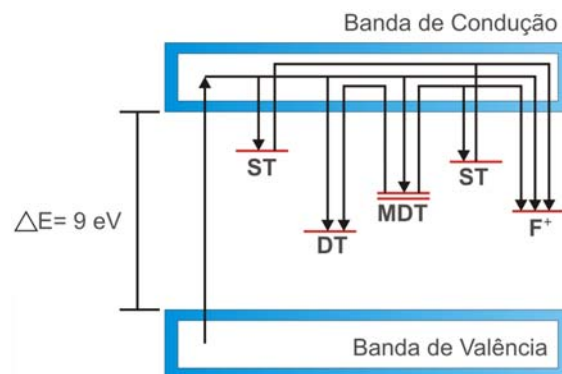 Banda de Condução
ST
ST
MDT
△E= 9 eV
DT
F⁺
Banda de Valência